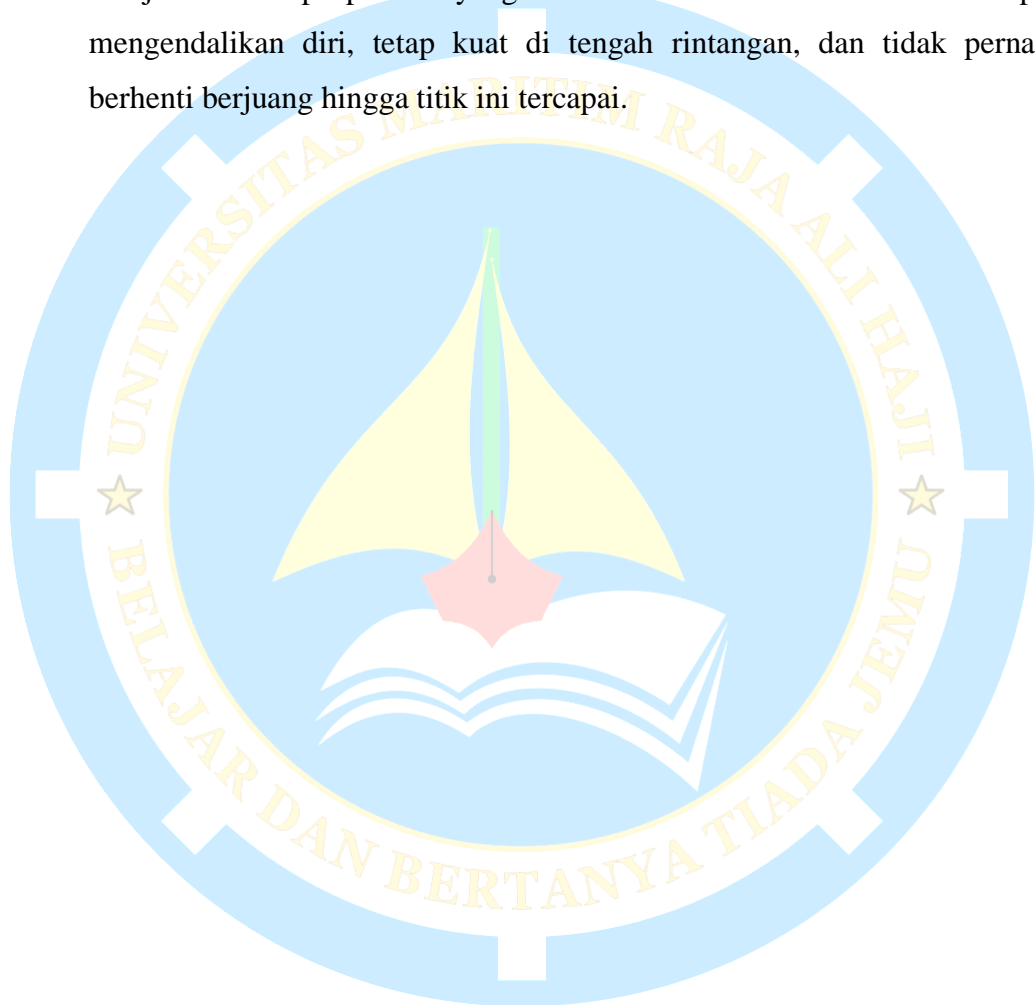 mengendalikan diri, tetap kuat di tengah rintangan, dan tidak
berhenti berjuang hingga titik ini tercapai.
UNIVERSITAS MARITIM RAJA ALI HAJI
BELAJAR DAN BERTANYA TIADA JEMU